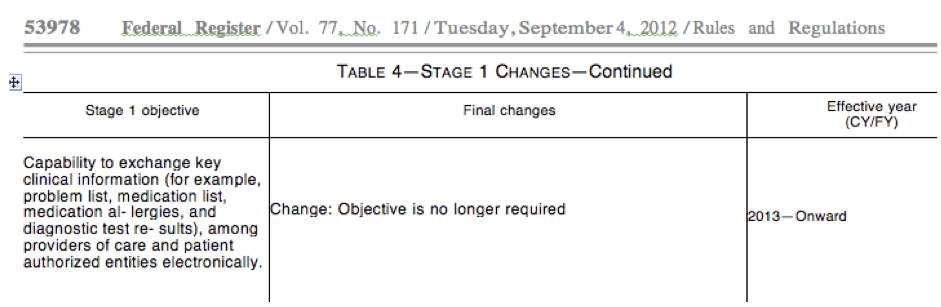 53978 Federal Register / Vol. 77, No. 171 / Tuesday, September 4, 2012 / Rules and Regulations
TABLE 4—STAGE 1 CHANGES—Continued
Stage 1 objective
Final changes
Effective year
(CY/FY)
Capability to exchange key
clinical information (for example,
problem list, medication list,
medication al- lergies, and
diagnostic test re- sults), among
providers of care and patient
authorized entities electronically.
Change: Objective is no longer required
2013—Onward